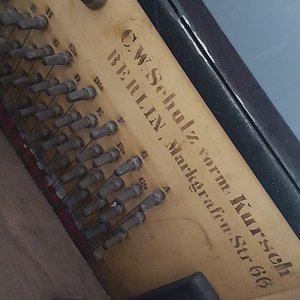 C.W.Schulz vorm: Kursch
BERLIN. Markgrafen-Str 66